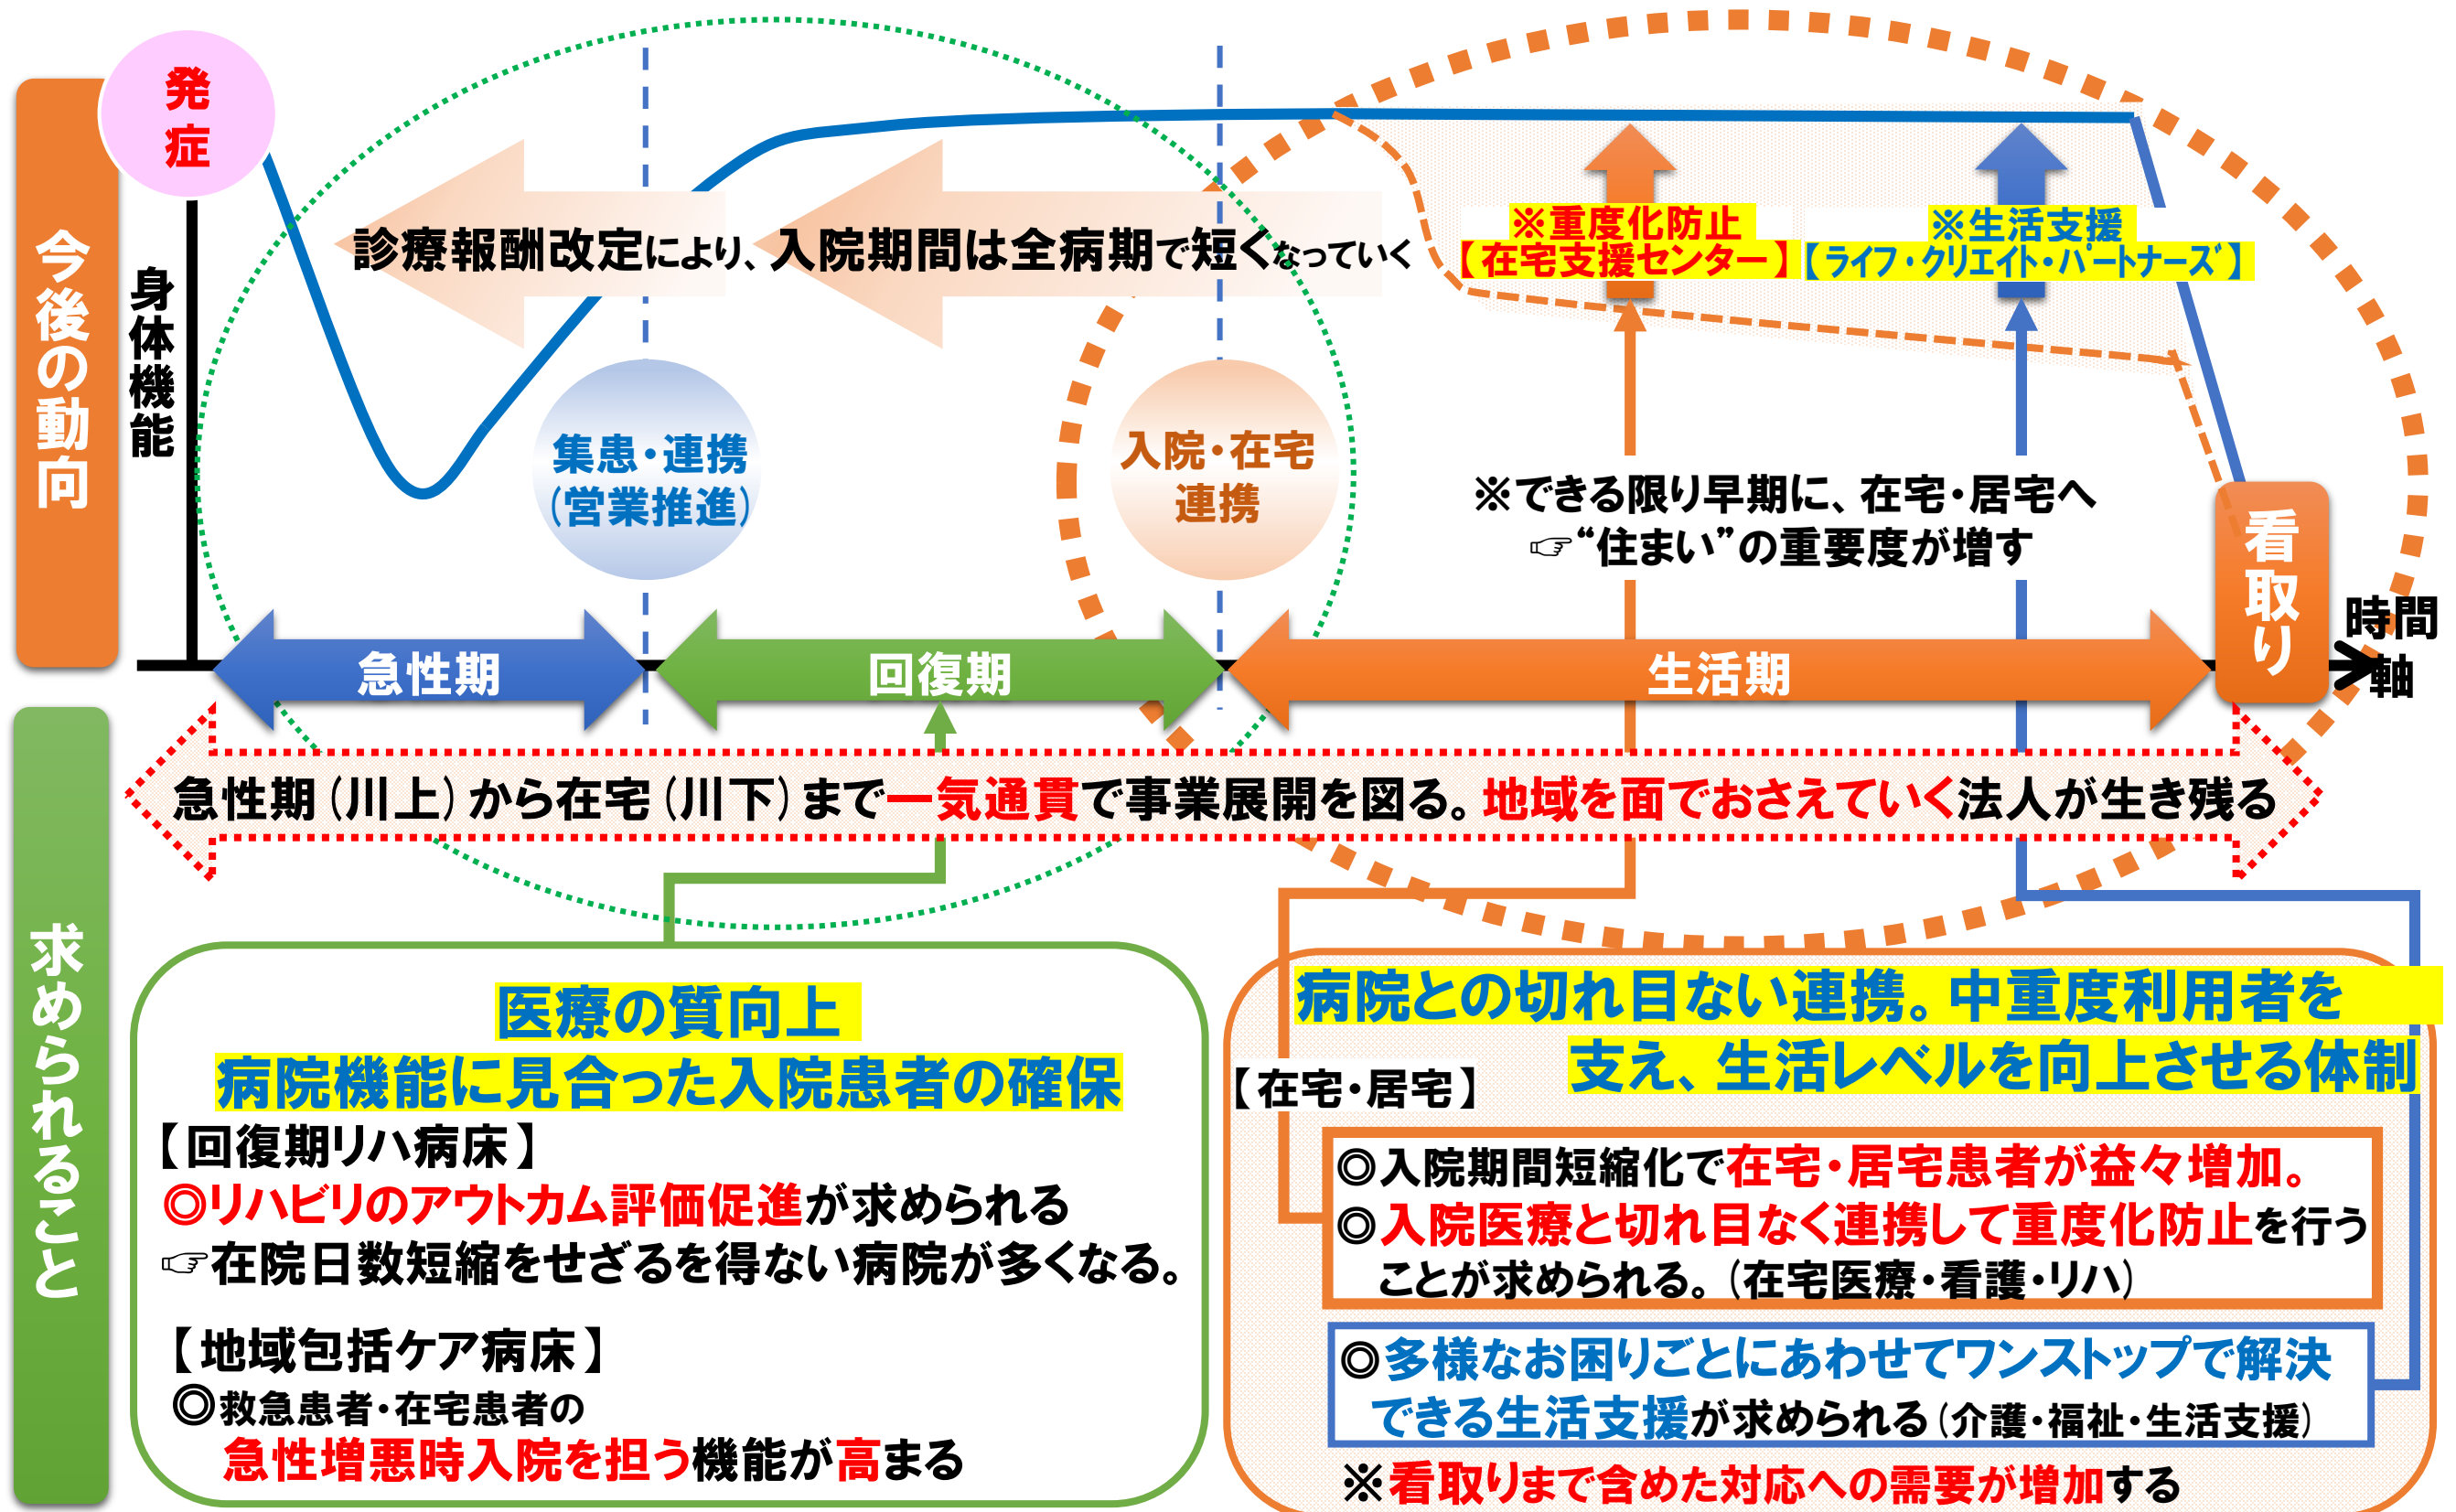 発
症
今後の動向
身体機能
診療報酬改定により、入院期間は全病期で短くなっていく
※重度化防止
【在宅支援センター】
※生活支援
【ライフ・クリエイト・パートナーズ】
集患・連携
（営業推進）
入院・在宅
連携
※できる限り早期に、在宅・居宅へ
☞“住まい”の重要度が増す
看取り
時間
軸
急性期
回復期
生活期
急性期（川上）から在宅（川下）まで一気通貫で事業展開を図る。地域を面でおさえていく法人が生き残る
求められること
医療の質向上
病院機能に見合った入院患者の確保
【回復期リハ病床】
◎リハビリのアウトカム評価促進が求められる
☞在院日数短縮をせざるを得ない病院が多くなる。
【地域包括ケア病床】
◎救急患者・在宅患者の
急性増悪時入院を担う機能が高まる
病院との切れ目ない連携。中重度利用者を
支え、生活レベルを向上させる体制
【在宅・居宅】
◎入院期間短縮化で在宅・居宅患者が益々増加。
◎入院医療と切れ目なく連携して重度化防止を行う
ことが求められる。（在宅医療・看護・リハ）
◎多様なお困りごとにあわせてワンストップで解決
できる生活支援が求められる（介護・福祉・生活支援）
※看取りまで含めた対応への需要が増加する